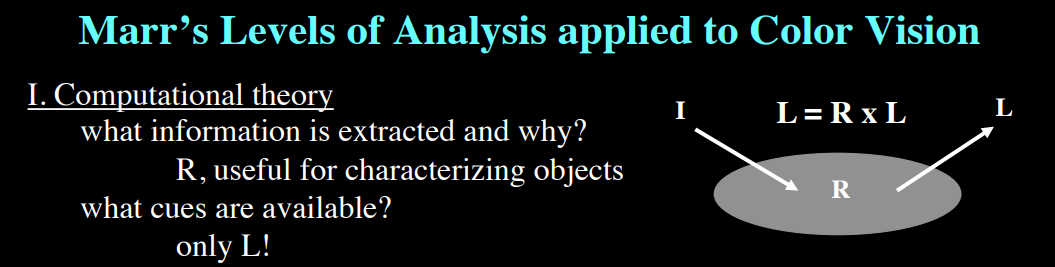 Marr's Levels of Analysis applied to Color Vision
I. Computational theory
what information is extracted and why?
R, useful for characterizing objects
what cues are available?
only L!
I
L = R x L
L
R